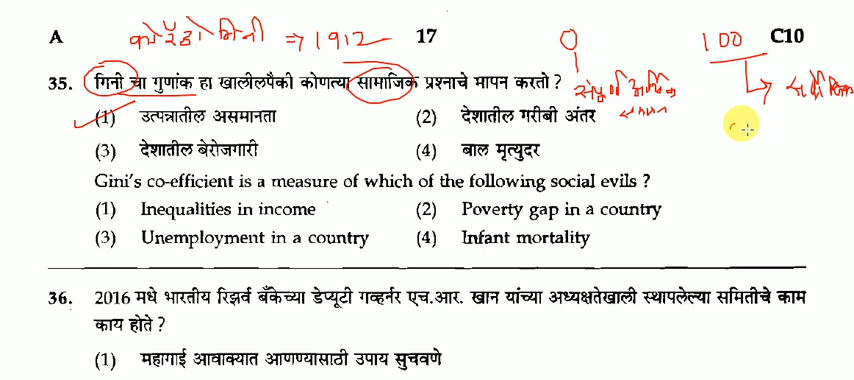 A कोरॅडो गिनी ⇒ 1912 17 0 100 C10
35. गिनी चा गुणांक हा खालीलपैकी कोणत्या सामाजिक प्रश्नाचे मापन करतो ?
संपूर्ण
(1) उत्पन्नातील असमानता (2) देशातील गरीबी अंतर
(3) देशातील बेरोजगारी (4) बाल मृत्युदर
Gini's co-efficient is a measure of which of the following social evils ?
(1) Inequalities in income (2) Poverty gap in a country
(3) Unemployment in a country (4) Infant mortality
36. 2016 मधे भारतीय रिझर्व बँकेच्या डेप्यूटी गव्हर्नर एच.आर. खान यांच्या अध्यक्षतेखाली स्थापलेल्या समितीचे काम
काय होते ?
(1) महागाई आवाक्यात आणण्यासाठी उपाय सुचवणे